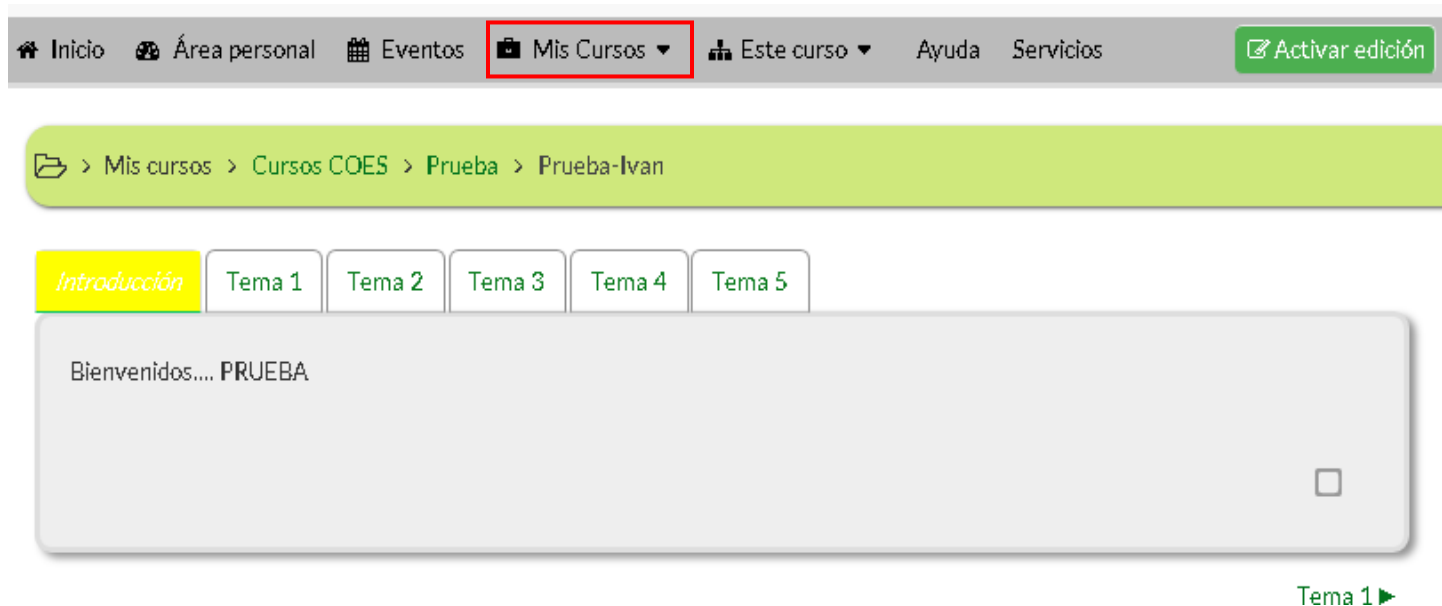 Inicio Área personal Eventos Mis Cursos Este curso Ayuda Servicios Activar edición
> Mis cursos > Cursos COES > Prueba > Prueba-Ivan
Introducción Tema 1 Tema 2 Tema 3 Tema 4 Tema 5
Bienvenidos.... PRUEBA
Tema 1